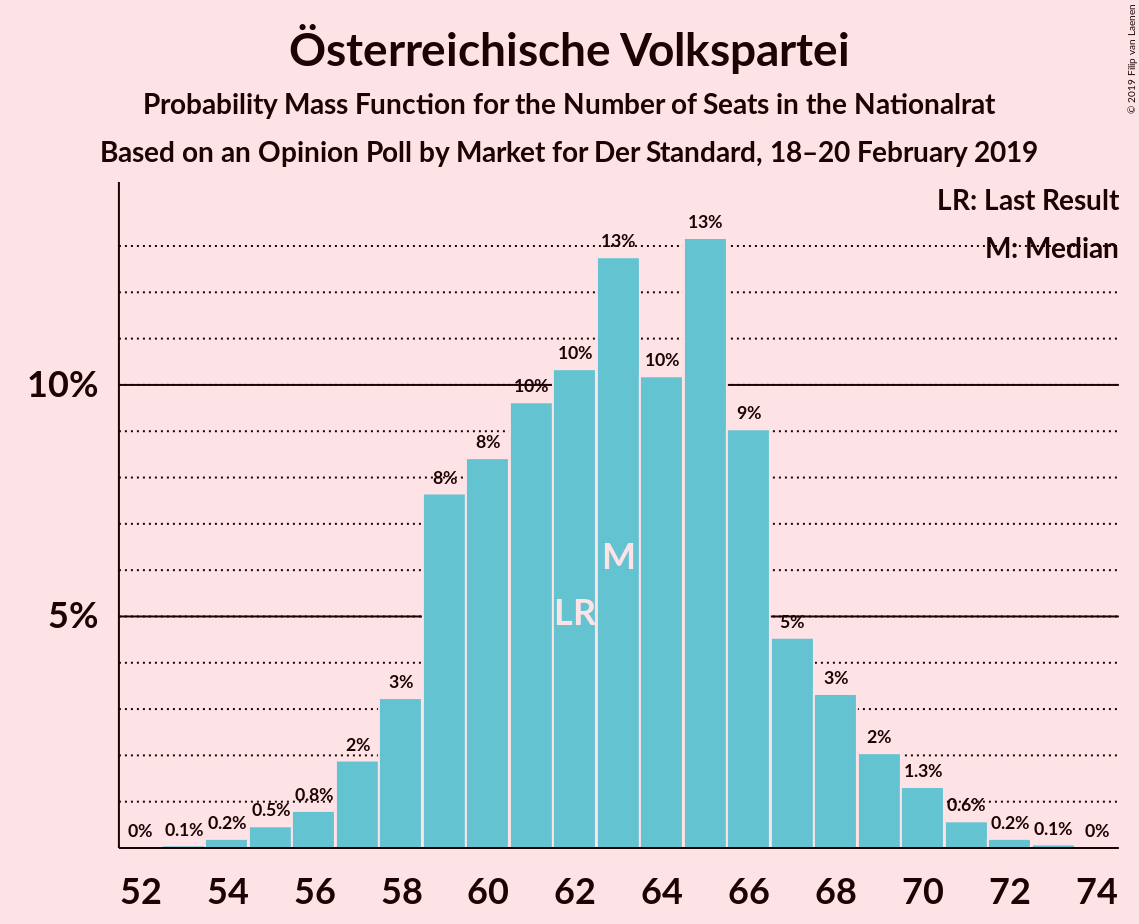 Österreichische Volkspartei
Probability Mass Function for the Number of Seats in the Nationalrat
Based on an Opinion Poll by Market for Der Standard, 18–20 February 2019
© 2019 Filip van Laenen
LR: Last Result
M: Median
10%
5%
0%
0.1%
0.2%
0.5%
0.8%
2%
3%
8%
8%
10%
10%
13%
10%
13%
9%
5%
3%
2%
1.3%
0.6%
0.2%
0.1%
0%
LR
M
52 54 56 58 60 62 64 66 68 70 72 74